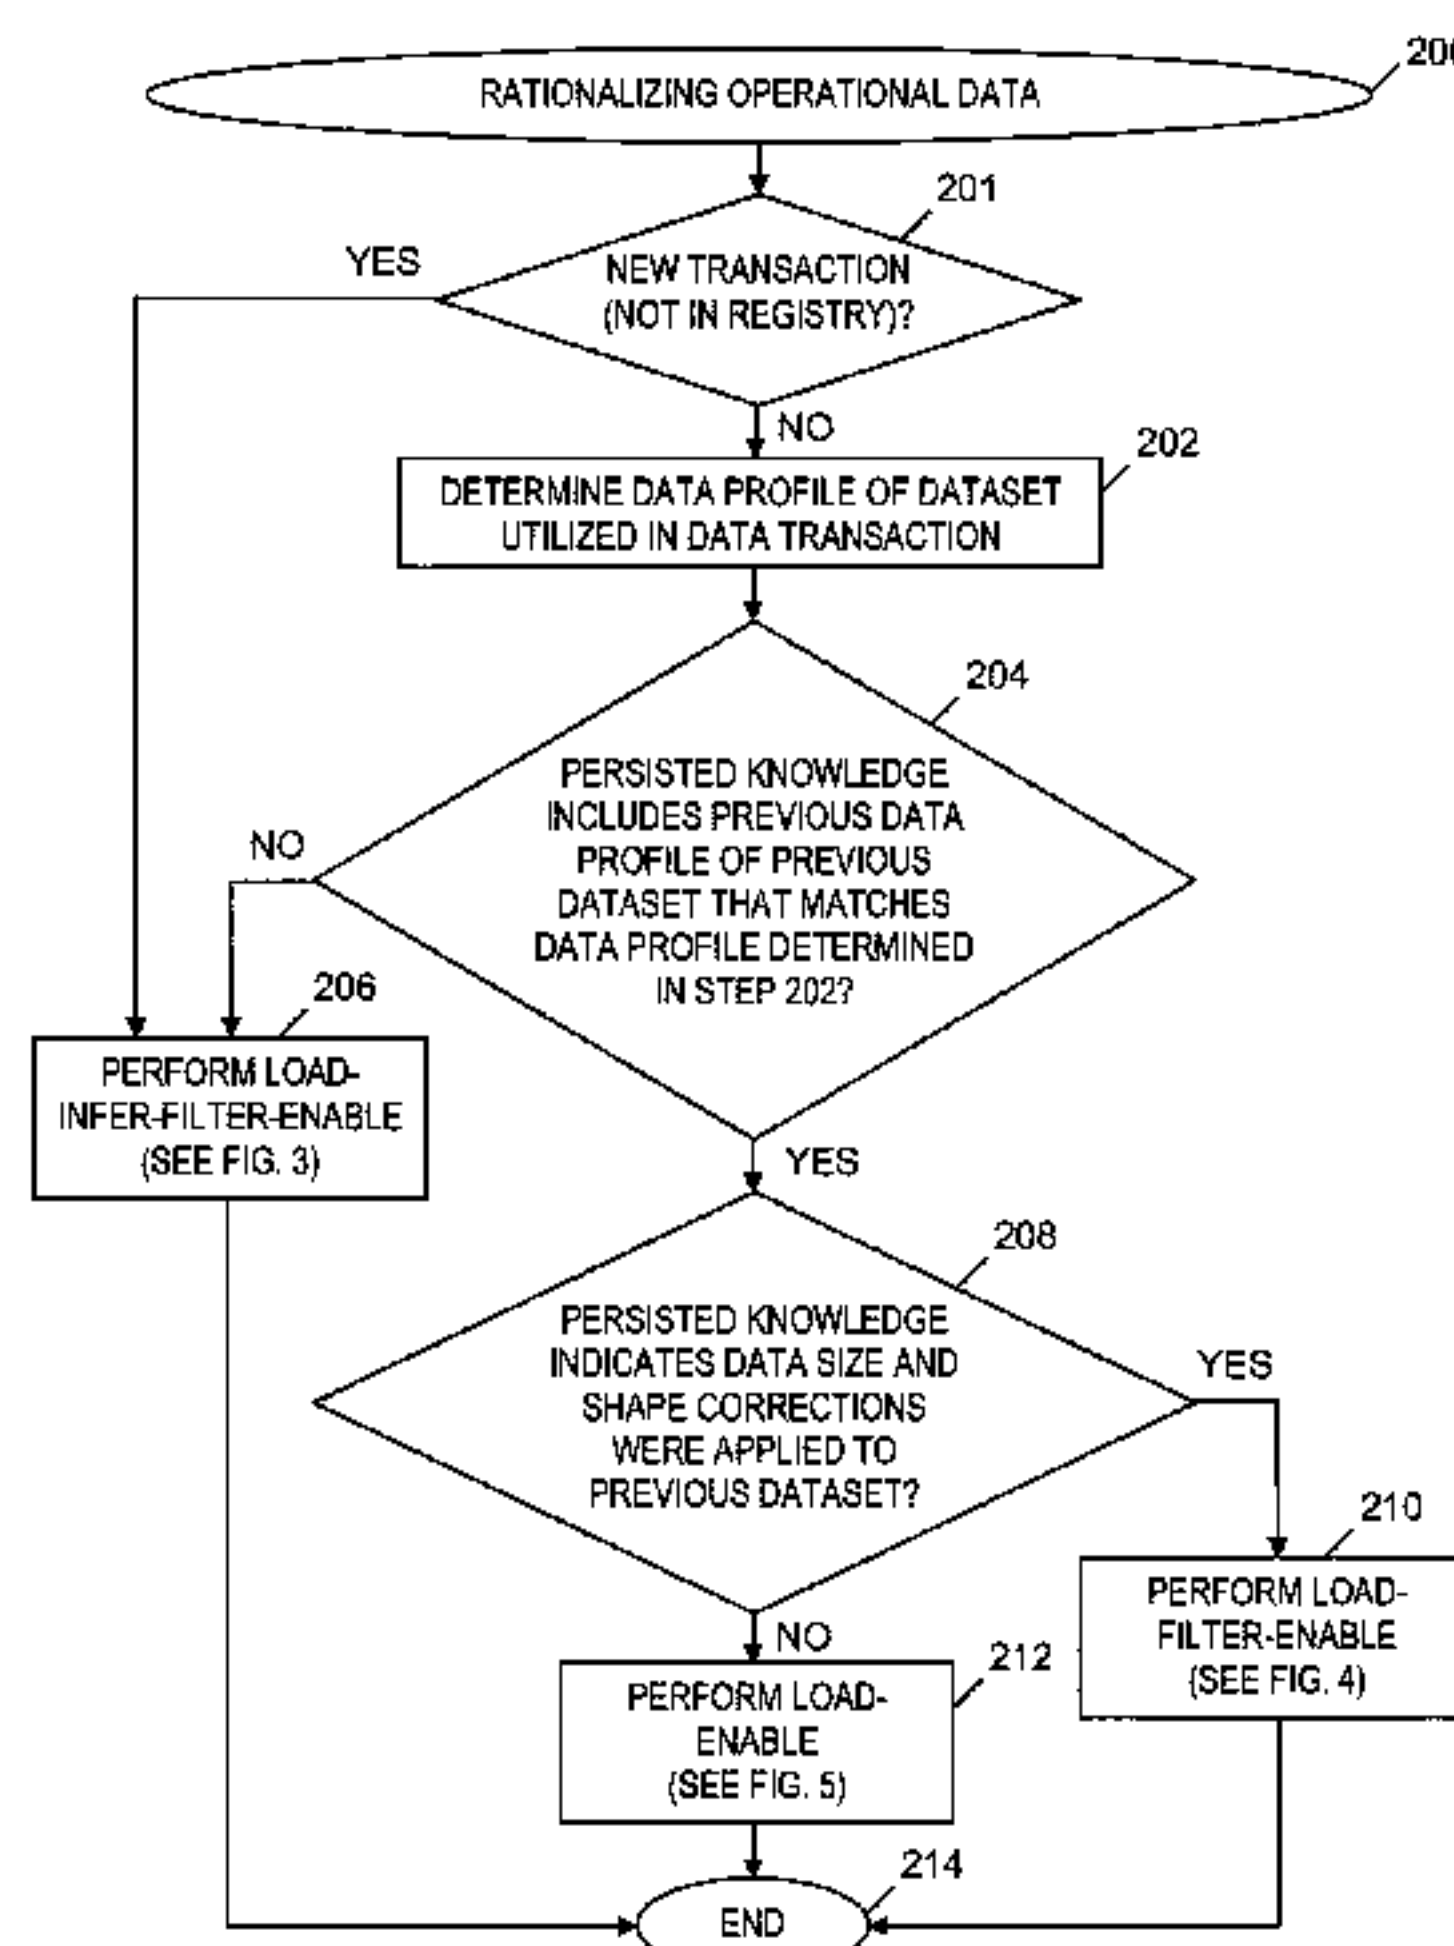 200
RATIONALIZING OPERATIONAL DATA
201
YES
NEW TRANSACTION
(NOT IN REGISTRY)?
NO
202
DETERMINE DATA PROFILE OF DATASET
UTILIZED IN DATA TRANSACTION
204
PERSISTED KNOWLEDGE
INCLUDES PREVIOUS DATA
PROFILE OF PREVIOUS
DATASET THAT MATCHES
DATA PROFILE DETERMINED
IN STEP 202?
NO
206
PERFORM LOAD-
INFER-FILTER-ENABLE
(SEE FIG. 3)
YES
208
PERSISTED KNOWLEDGE
INDICATES DATA SIZE AND
SHAPE CORRECTIONS
WERE APPLIED TO
PREVIOUS DATASET?
YES
210
PERFORM LOAD-
FILTER-ENABLE
(SEE FIG. 4)
NO
212
PERFORM LOAD-
ENABLE
(SEE FIG. 5)
214
END